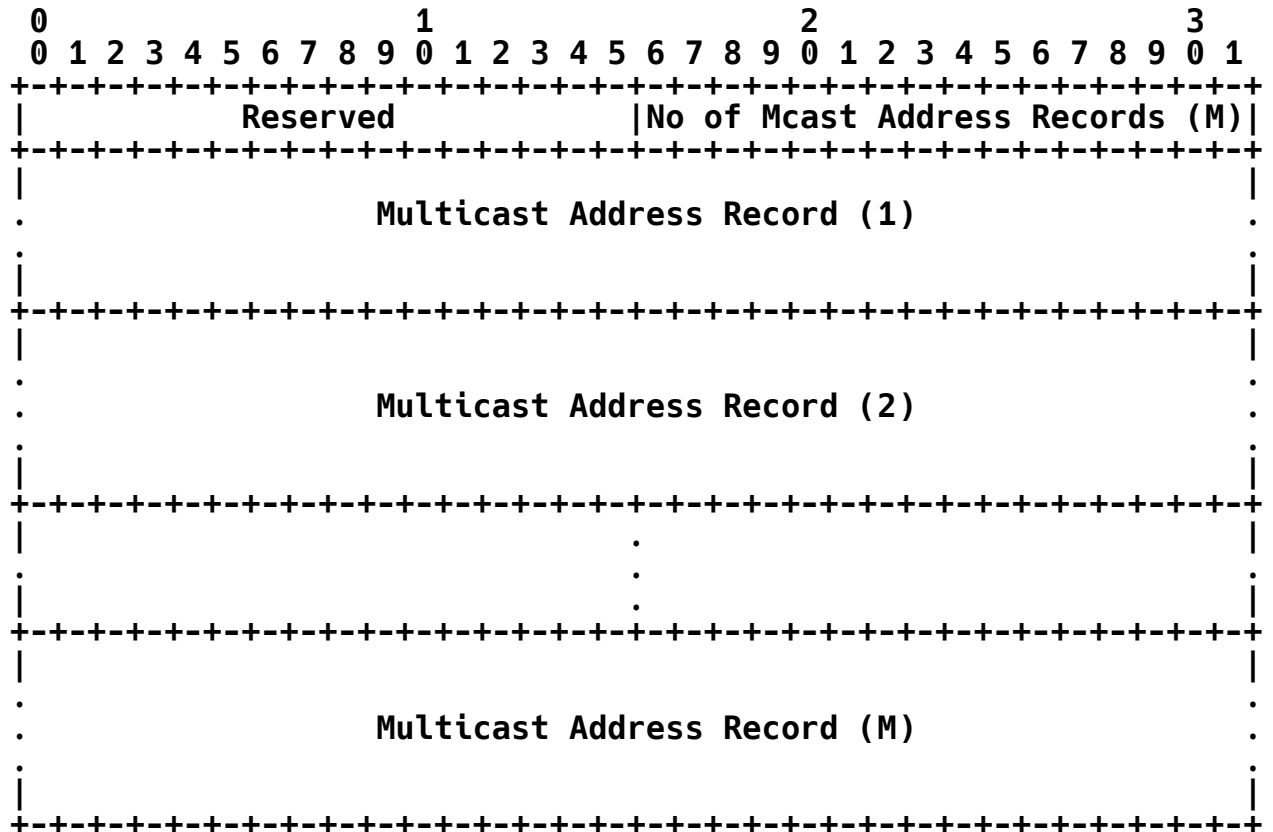 0                   1                   2                   3
 0 1 2 3 4 5 6 7 8 9 0 1 2 3 4 5 6 7 8 9 0 1 2 3 4 5 6 7 8 9 0 1
+-+-+-+-+-+-+-+-+-+-+-+-+-+-+-+-+-+-+-+-+-+-+-+-+-+-+-+-+-+-+-+-+
|           Reserved            |No of Mcast Address Records (M)|
+-+-+-+-+-+-+-+-+-+-+-+-+-+-+-+-+-+-+-+-+-+-+-+-+-+-+-+-+-+-+-+-+
|                                                               |
.                  Multicast Address Record (1)                 .
.                                                               .
|                                                               |
+-+-+-+-+-+-+-+-+-+-+-+-+-+-+-+-+-+-+-+-+-+-+-+-+-+-+-+-+-+-+-+-+
|                                                               |
.                                                               .
.                  Multicast Address Record (2)                 .
.                                                               .
|                                                               |
+-+-+-+-+-+-+-+-+-+-+-+-+-+-+-+-+-+-+-+-+-+-+-+-+-+-+-+-+-+-+-+-+
|                               .                               |
.                               .                               .
|                               .                               |
+-+-+-+-+-+-+-+-+-+-+-+-+-+-+-+-+-+-+-+-+-+-+-+-+-+-+-+-+-+-+-+-+
|                                                               |
.                                                               .
.                  Multicast Address Record (M)                 .
.                                                               .
|                                                               |
+-+-+-+-+-+-+-+-+-+-+-+-+-+-+-+-+-+-+-+-+-+-+-+-+-+-+-+-+-+-+-+-+